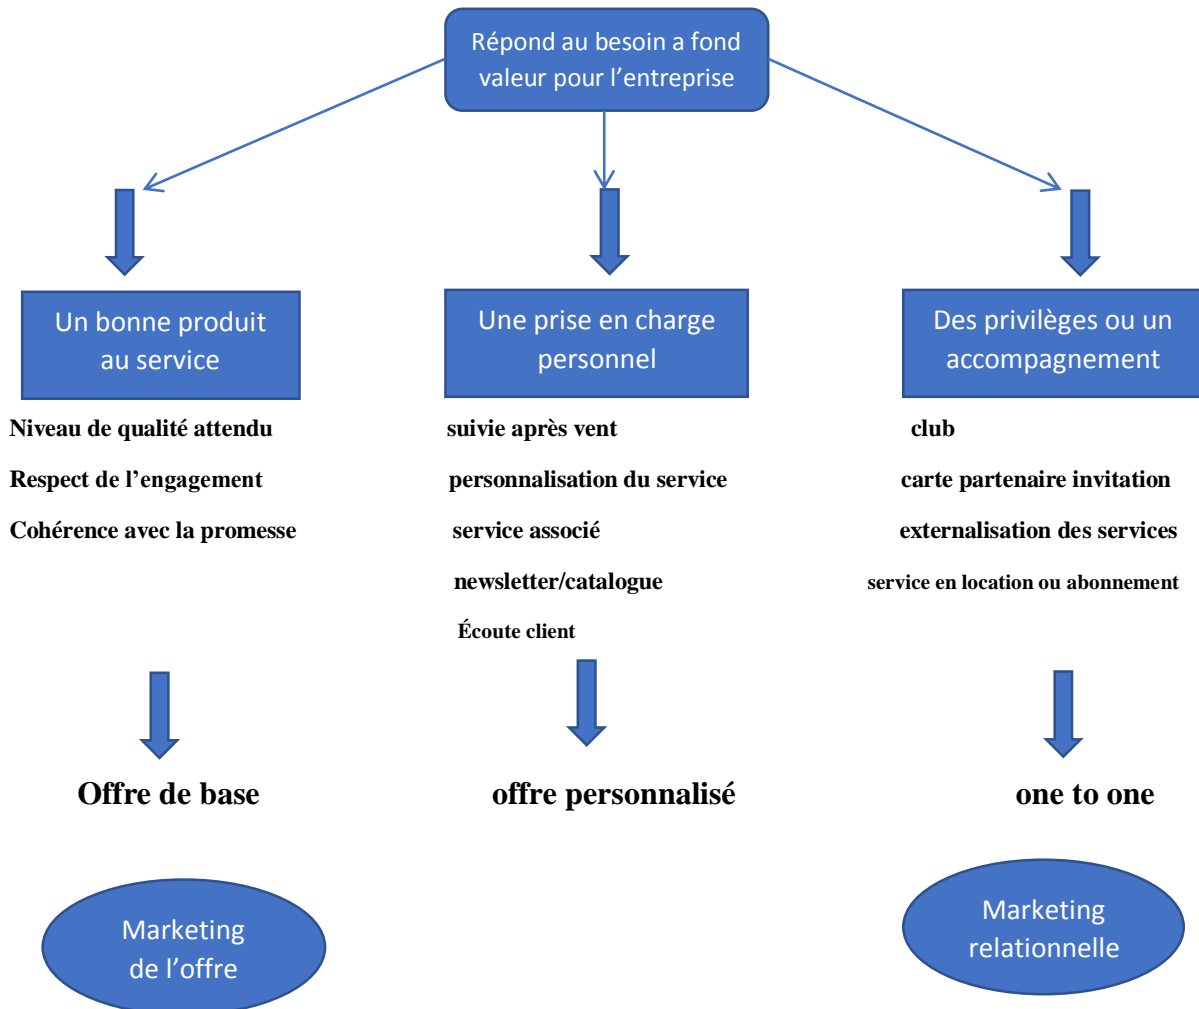 Répond au besoin a fond
valeur pour l’entreprise
Un bonne produit
au service
Niveau de qualité attendu
Respect de l’engagement
Cohérence avec la promesse
Offre de base
Marketing
de l’offre
Une prise en charge
personnel
suivie après vent
personnalisation du service
service associé
newsletter/catalogue
Écoute client
offre personnalisé
Des privilèges ou un
accompagnement
club
carte partenaire invitation
externalisation des services
service en location ou abonnement
one to one
Marketing
relationnelle